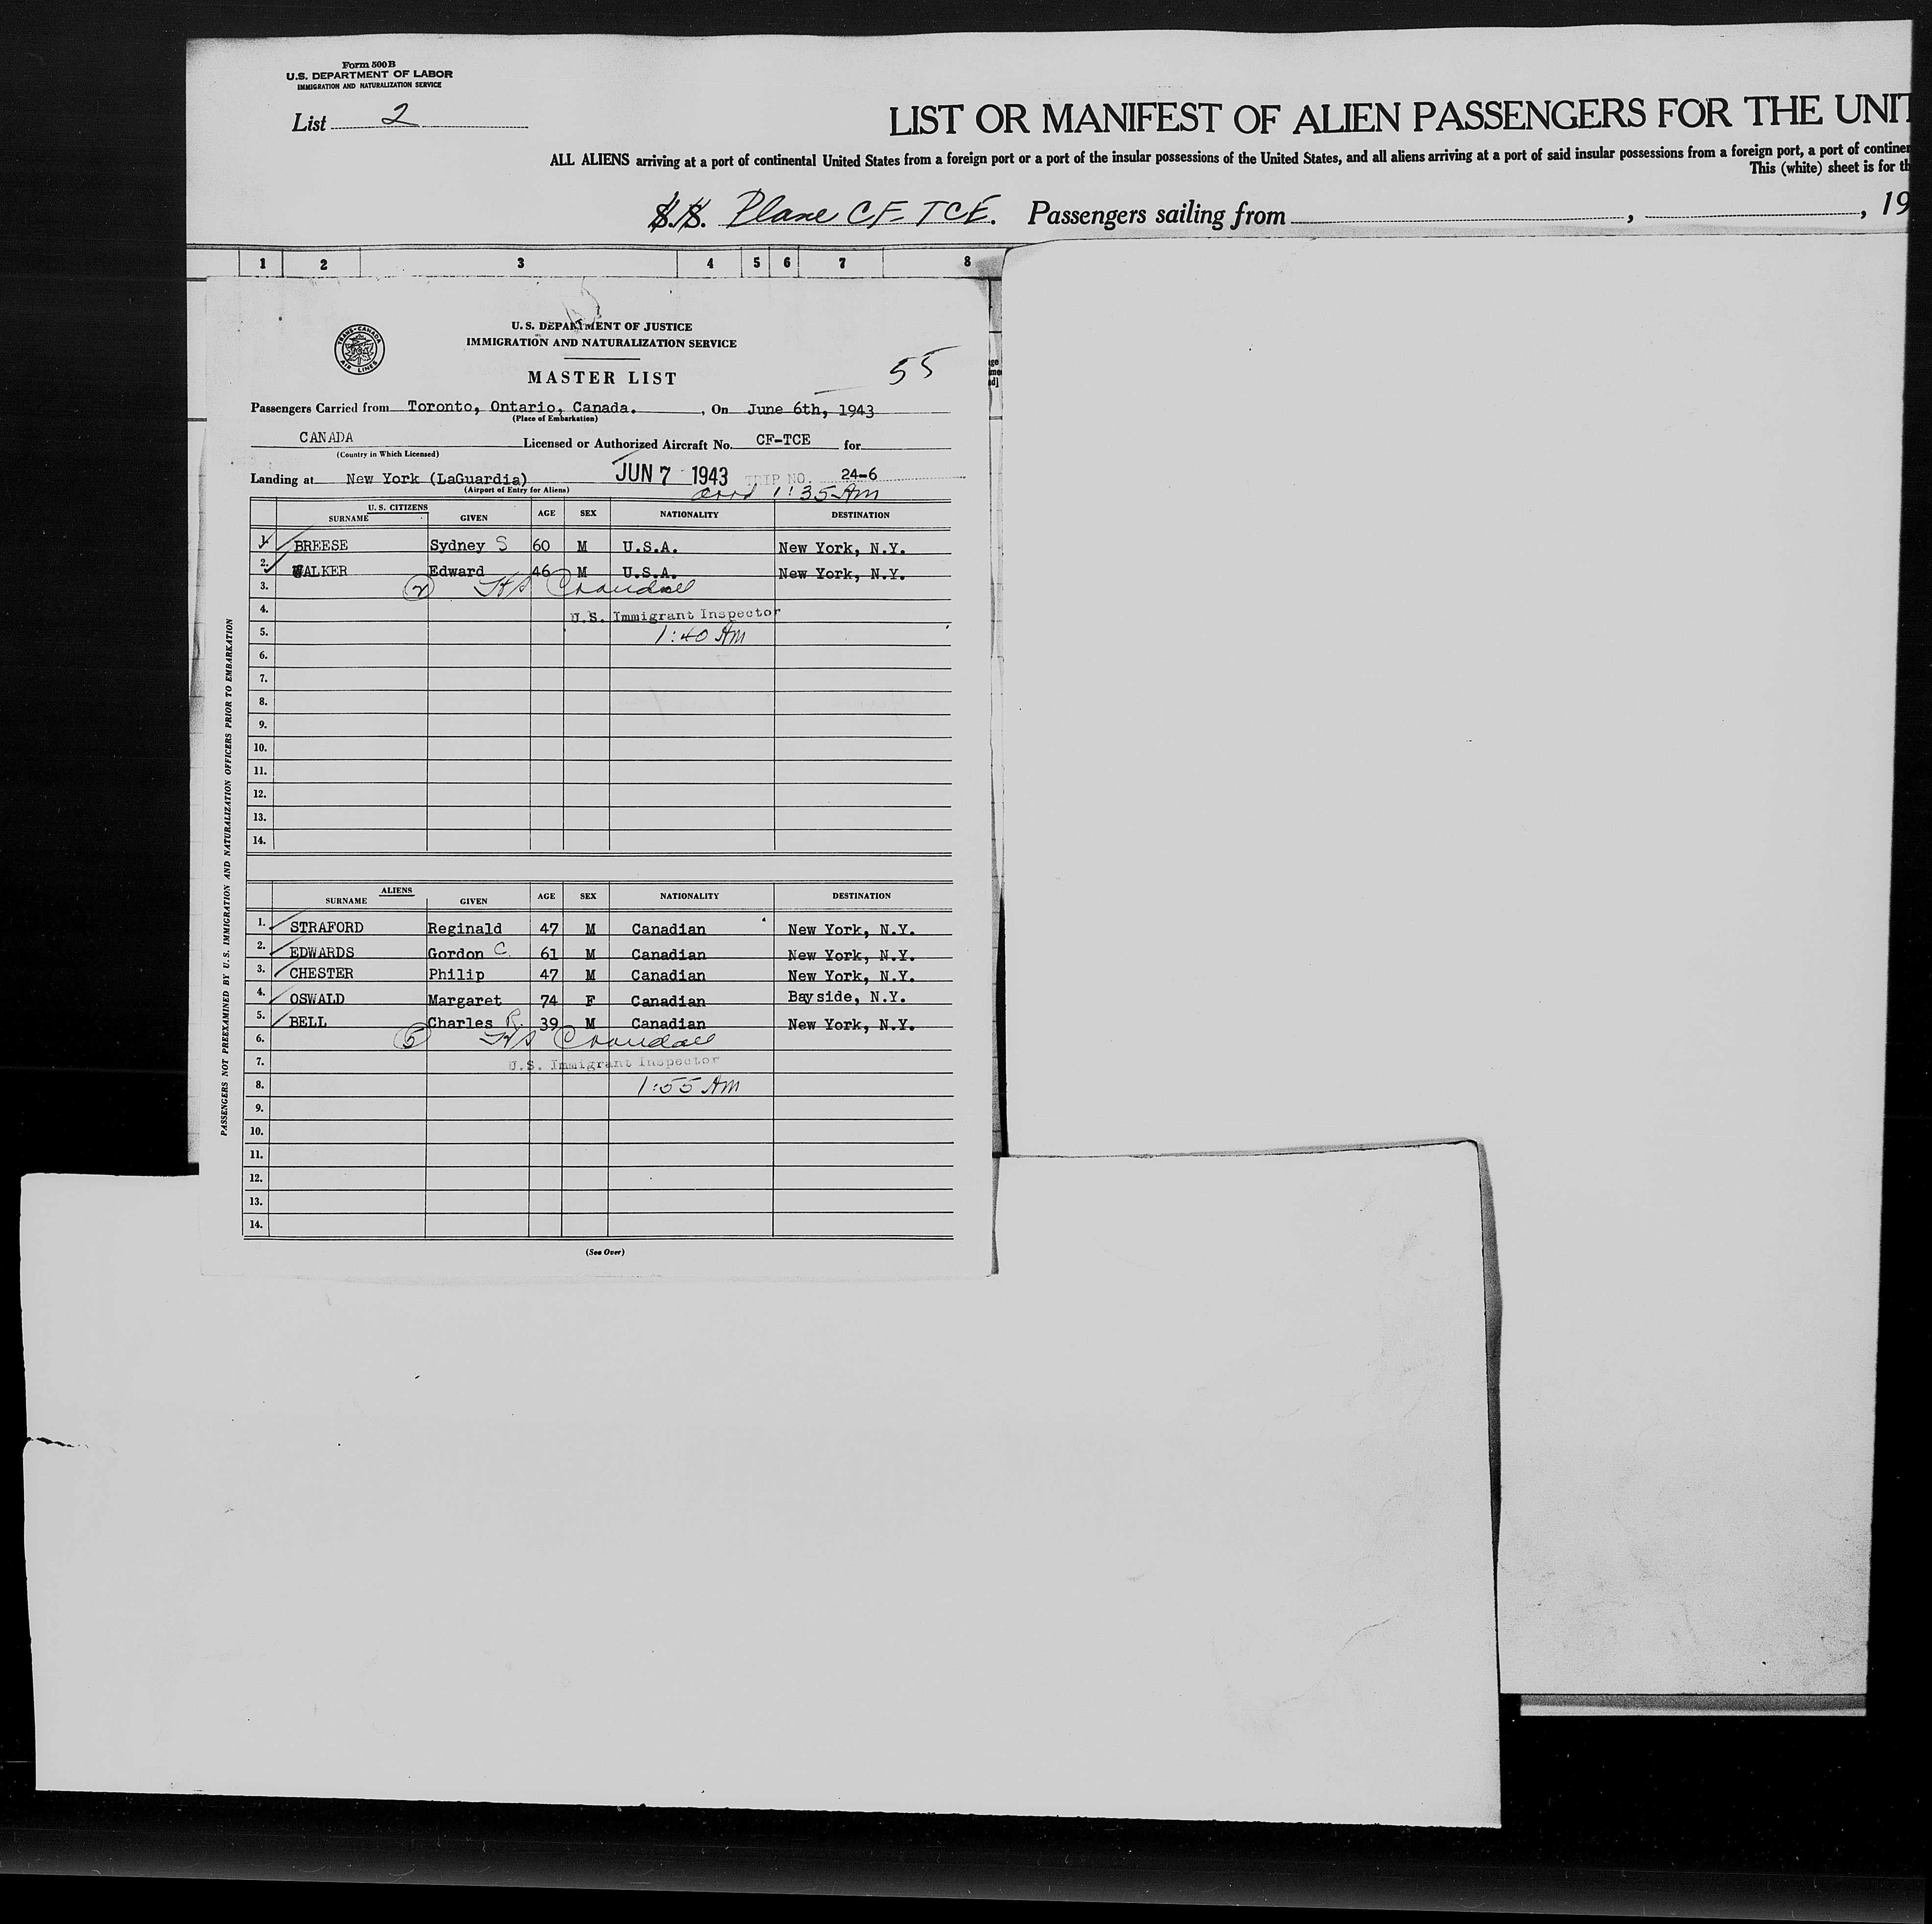 Form 500B
U.S. DEPARTMENT OF LABOR
IMMIGRATION AND NATURALIZATION SERVICE
List 2
LIST OR MANIFEST OF ALIEN PASSENGERS FOR THE UNIT
ALL ALIENS arriving at a port of continental United States from a foreign port or a port of the insular possessions of the United States, and all aliens arriving at a port of said insular possessions from a foreign port, a port of continen
This (white) sheet is for th
S.S. Plane CF-TCE. Passengers sailing from , , 19
1 2 3 4 5 6 7 8
TRANS-CANADA AIR LINES
U. S. DEPARTMENT OF JUSTICE
IMMIGRATION AND NATURALIZATION SERVICE
MASTER LIST
55
Passengers Carried from Toronto, Ontario, Canada. , On June 6th, 1943
(Place of Embarkation)
CANADA Licensed or Authorized Aircraft No. CF-TCE for
(Country in Which Licensed)
Landing at New York (LaGuardia) JUN 7 1943 TRIP NO. 24-6
(Airport of Entry for Aliens) 1:35 Am
U. S. CITIZENS
SURNAME GIVEN AGE SEX NATIONALITY DESTINATION
1. BREESE Sydney S 60 M U.S.A. New York, N.Y.
2. WALKER Edward 46 M U.S.A. New York, N.Y.
3. 2 HS Crandall
4. U.S. Immigrant Inspector
5. 1:40 Am
6.
7.
8.
9.
10.
11.
12.
13.
14.
ALIENS
SURNAME GIVEN AGE SEX NATIONALITY DESTINATION
1. STRAFORD Reginald 47 M Canadian New York, N.Y.
2. EDWARDS Gordon C. 61 M Canadian New York, N.Y.
3. CHESTER Philip 47 M Canadian New York, N.Y.
4. OSWALD Margaret 74 F Canadian Bayside, N.Y.
5. BELL Charles R. 39 M Canadian New York, N.Y.
6. 5 HS Crandall
7. U.S. Immigrant Inspector
8. 1:55 Am
9.
10.
11.
12.
13.
14.
(See Over)
PASSENGERS NOT PREEXAMINED BY U.S. IMMIGRATION AND NATURALIZATION OFFICERS PRIOR TO EMBARKATION